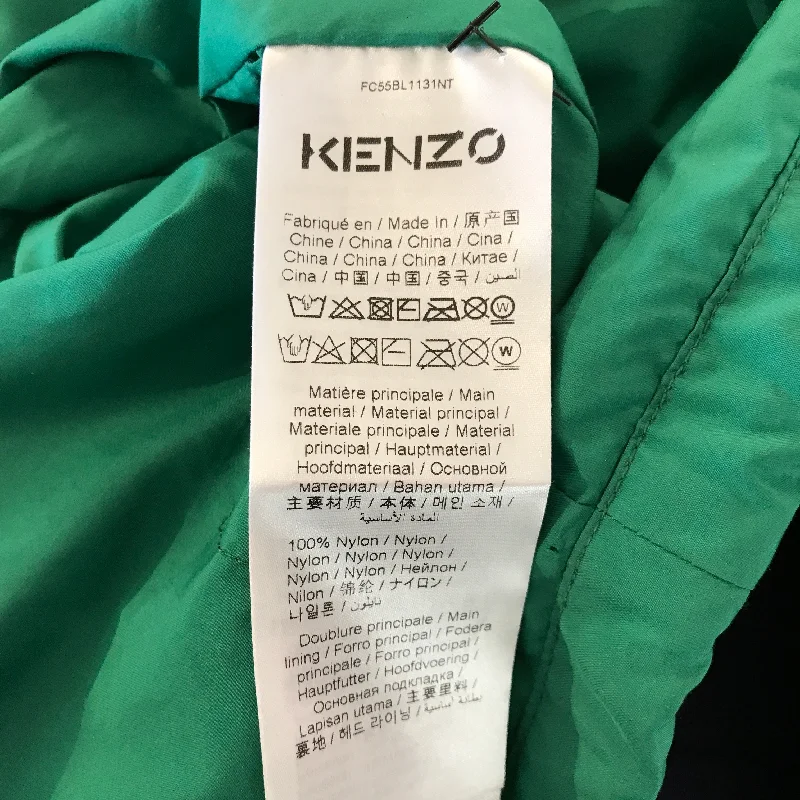 FC55BL1131NT
KENZO
Fabriqué en / Made In / 原产国
Chine / China / China / Cina /
China / China / China / Китае /
Cina / 中国 / 中国 / 중국 / الصين
W
W
Matière principale / Main
material / Material principal /
Materiale principale / Material
principal / Hauptmaterial /
Hoofdmateriaal / Основной
материал / Bahan utama /
主要材质 / 本体 / 메인 소재 /
المادة الأساسية
100% Nylon / Nylon /
Nylon / Nylon / Nylon /
Nylon / Nylon / Нейлон /
Nilon / 锦纶 / ナイロン /
나일론 / نايلون
Doublure principale / Main
lining / Forro principal / Fodera
principale / Forro principal /
Hauptfutter / Hoofdvoering /
Основная подкладка /
Lapisan utama / 主要里料 /
裏地 / 헤드 라이닝 / بطانة أساسية